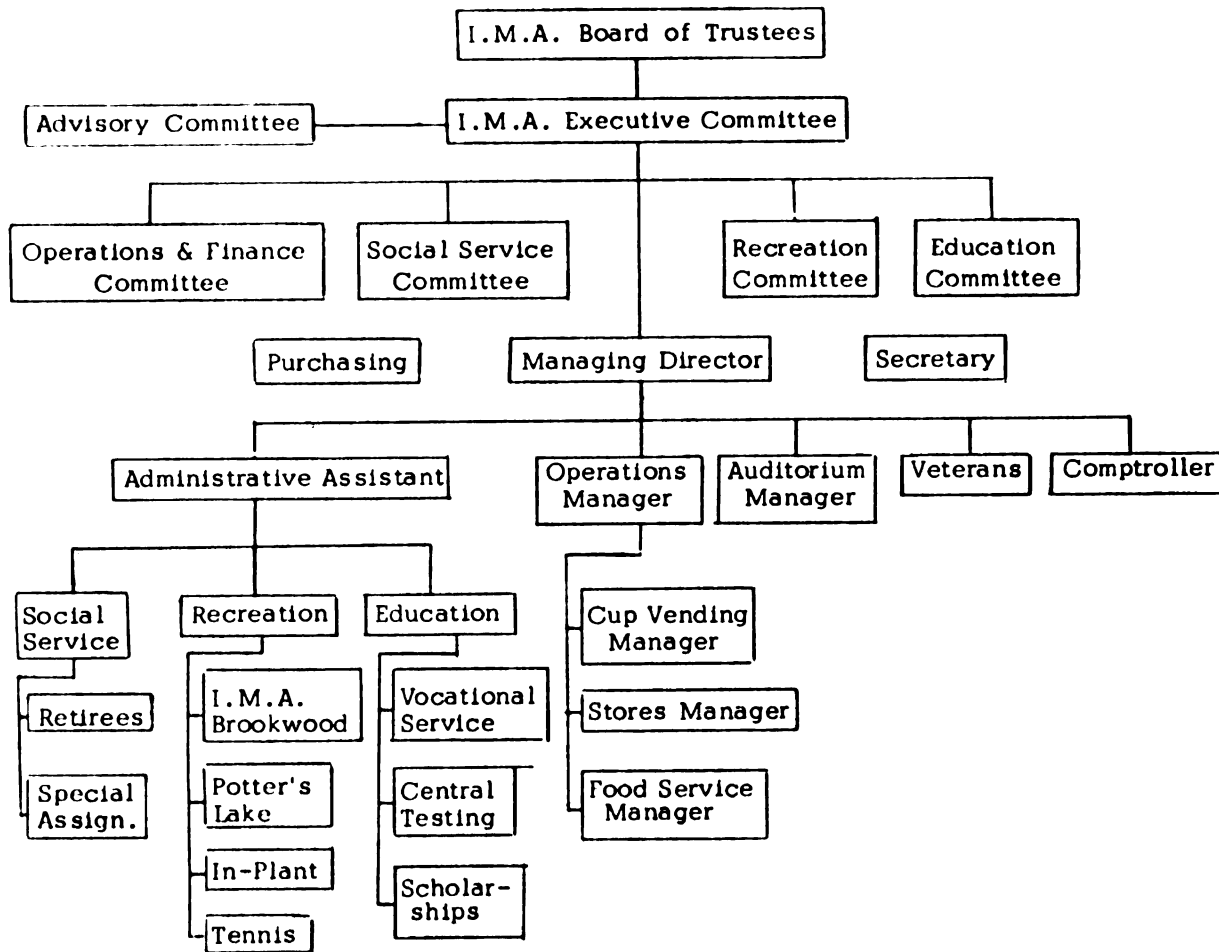 I.M.A. Board of Trustees
Advisory Committee
I.M.A. Executive Committee
Operations & Finance
Committee
Social Service
Committee
Recreation
Committee
Education
Committee
Purchasing
Managing Director
Secretary
Administrative Assistant
Operations
Manager
Auditorium
Manager
Veterans
Comptroller
Social
Service
Recreation
Education
Retirees
Special
Assign.
I.M.A.
Brookwood
Potter's
Lake
In-Plant
Tennis
Vocational
Service
Central
Testing
Scholar-
ships
Cup Vending
Manager
Stores Manager
Food Service
Manager